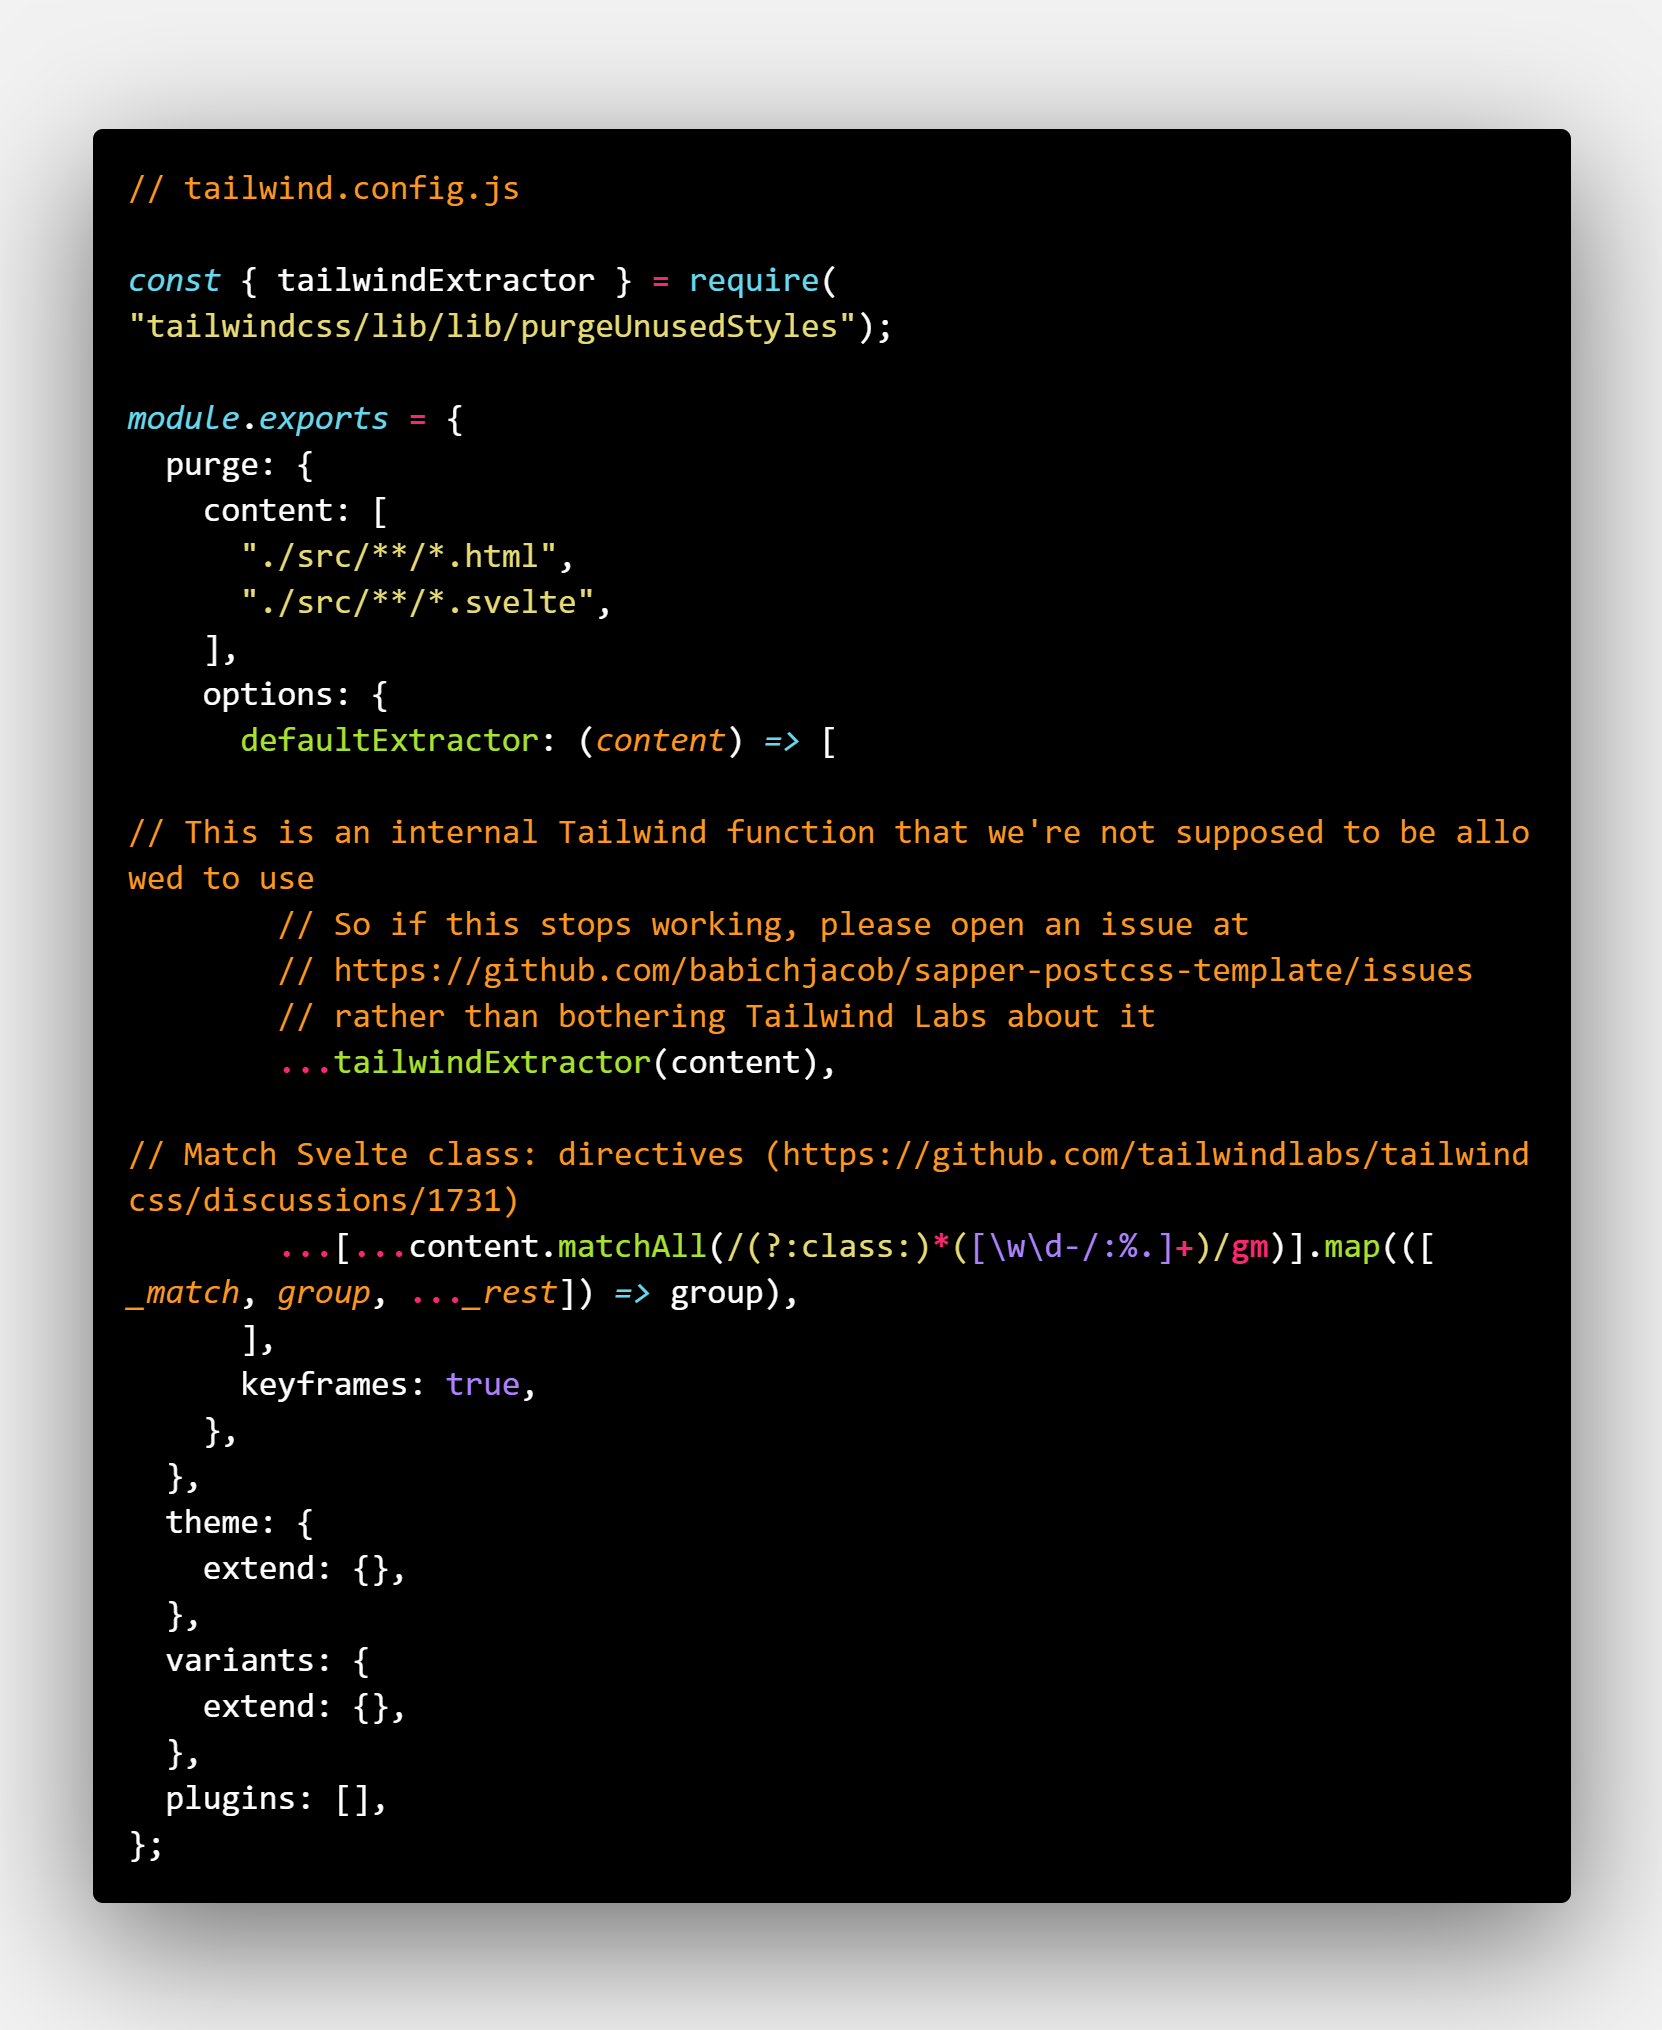 // tailwind.config.js
const { tailwindExtractor } = require(
"tailwindcss/lib/lib/purgeUnusedStyles");
module.exports = {
  purge: {
    content: [
      "./src/**/*.html",
      "./src/**/*.svelte",
    ],
    options: {
      defaultExtractor: (content) => [
// This is an internal Tailwind function that we're not supposed to be allo
wed to use
        // So if this stops working, please open an issue at
        // https://github.com/babichjacob/sapper-postcss-template/issues
        // rather than bothering Tailwind Labs about it
        ...tailwindExtractor(content),
// Match Svelte class: directives (https://github.com/tailwindlabs/tailwind
css/discussions/1731)
        ...[...content.matchAll(/(?:class:)*([\w\d-/:%.]+)/gm)].map(([
_match, group, ..._rest]) => group),
      ],
      keyframes: true,
    },
  },
  theme: {
    extend: {},
  },
  variants: {
    extend: {},
  },
  plugins: [],
};